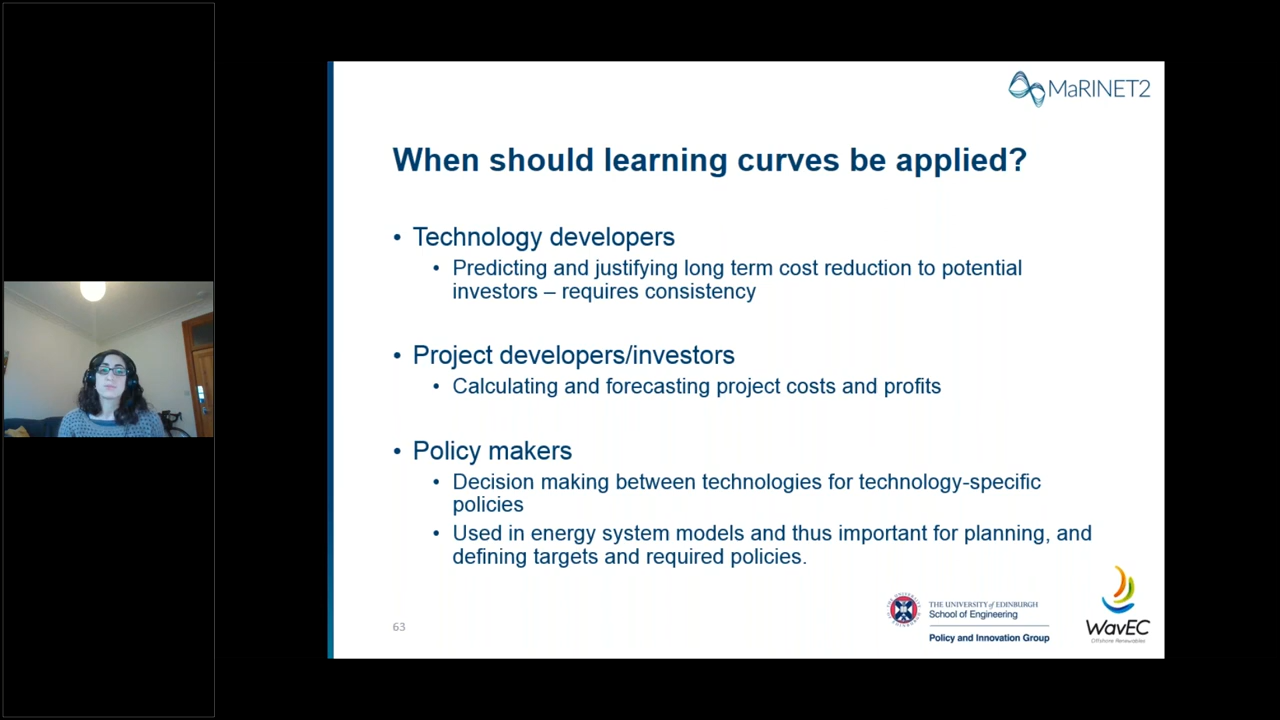 MaRINET2
When should learning curves be applied?
• Technology developers
• Predicting and justifying long term cost reduction to potential
investors – requires consistency
• Project developers/investors
• Calculating and forecasting project costs and profits
• Policy makers
• Decision making between technologies for technology-specific
policies
• Used in energy system models and thus important for planning, and
defining targets and required policies.
63
THE UNIVERSITY of EDINBURGH
School of Engineering
Policy and Innovation Group
WavEC
Offshore Renewables